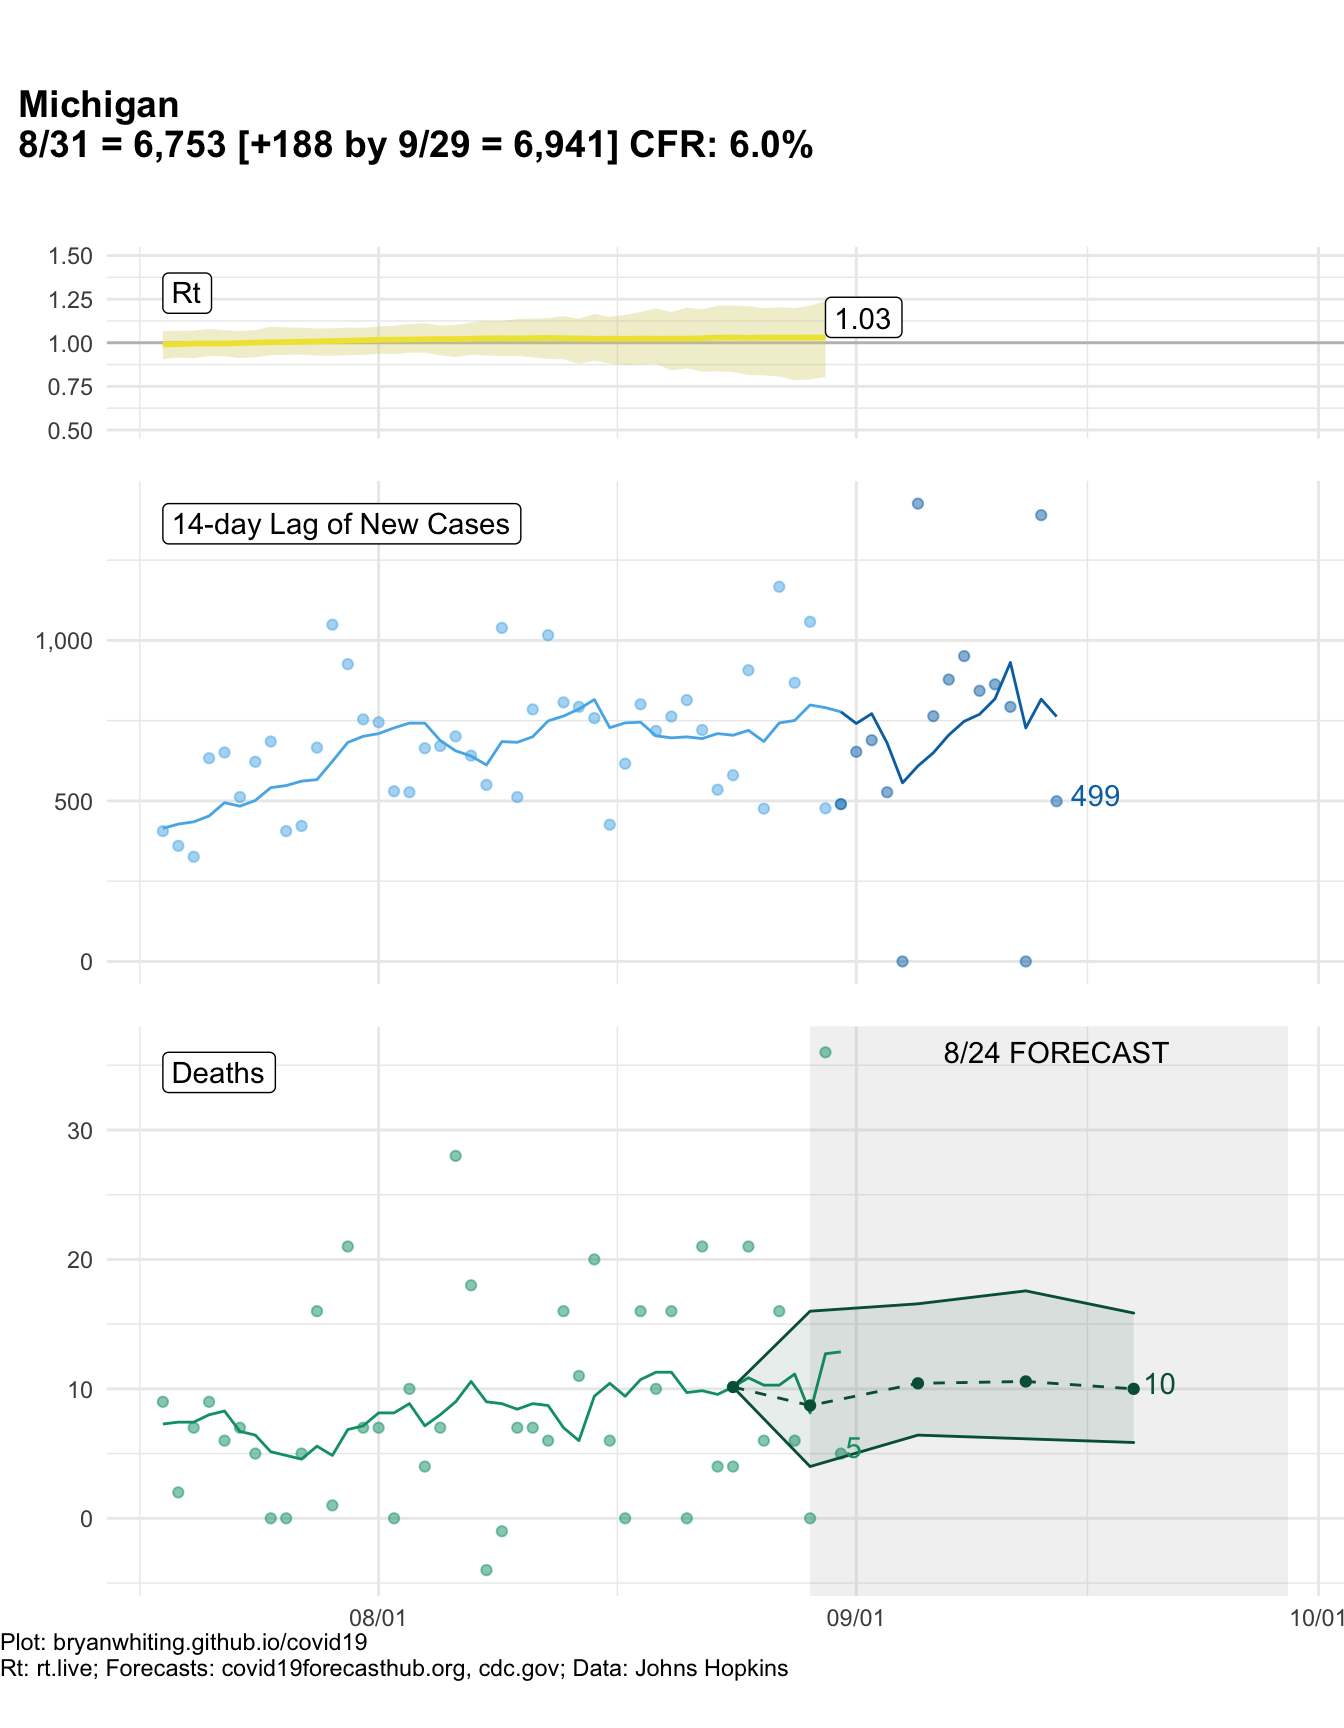 Michigan
8/31 = 6,753 [+188 by 9/29 = 6,941] CFR: 6.0%
1.50
1.25
1.00
0.75
0.50
Rt
1.03
14-day Lag of New Cases
1,000
500
0
499
Deaths
8/24 FORECAST
30
20
10
0
10
5
08/01
09/01
10/01
Plot: bryanwhiting.github.io/covid19
Rt: rt.live; Forecasts: covid19forecasthub.org, cdc.gov; Data: Johns Hopkins